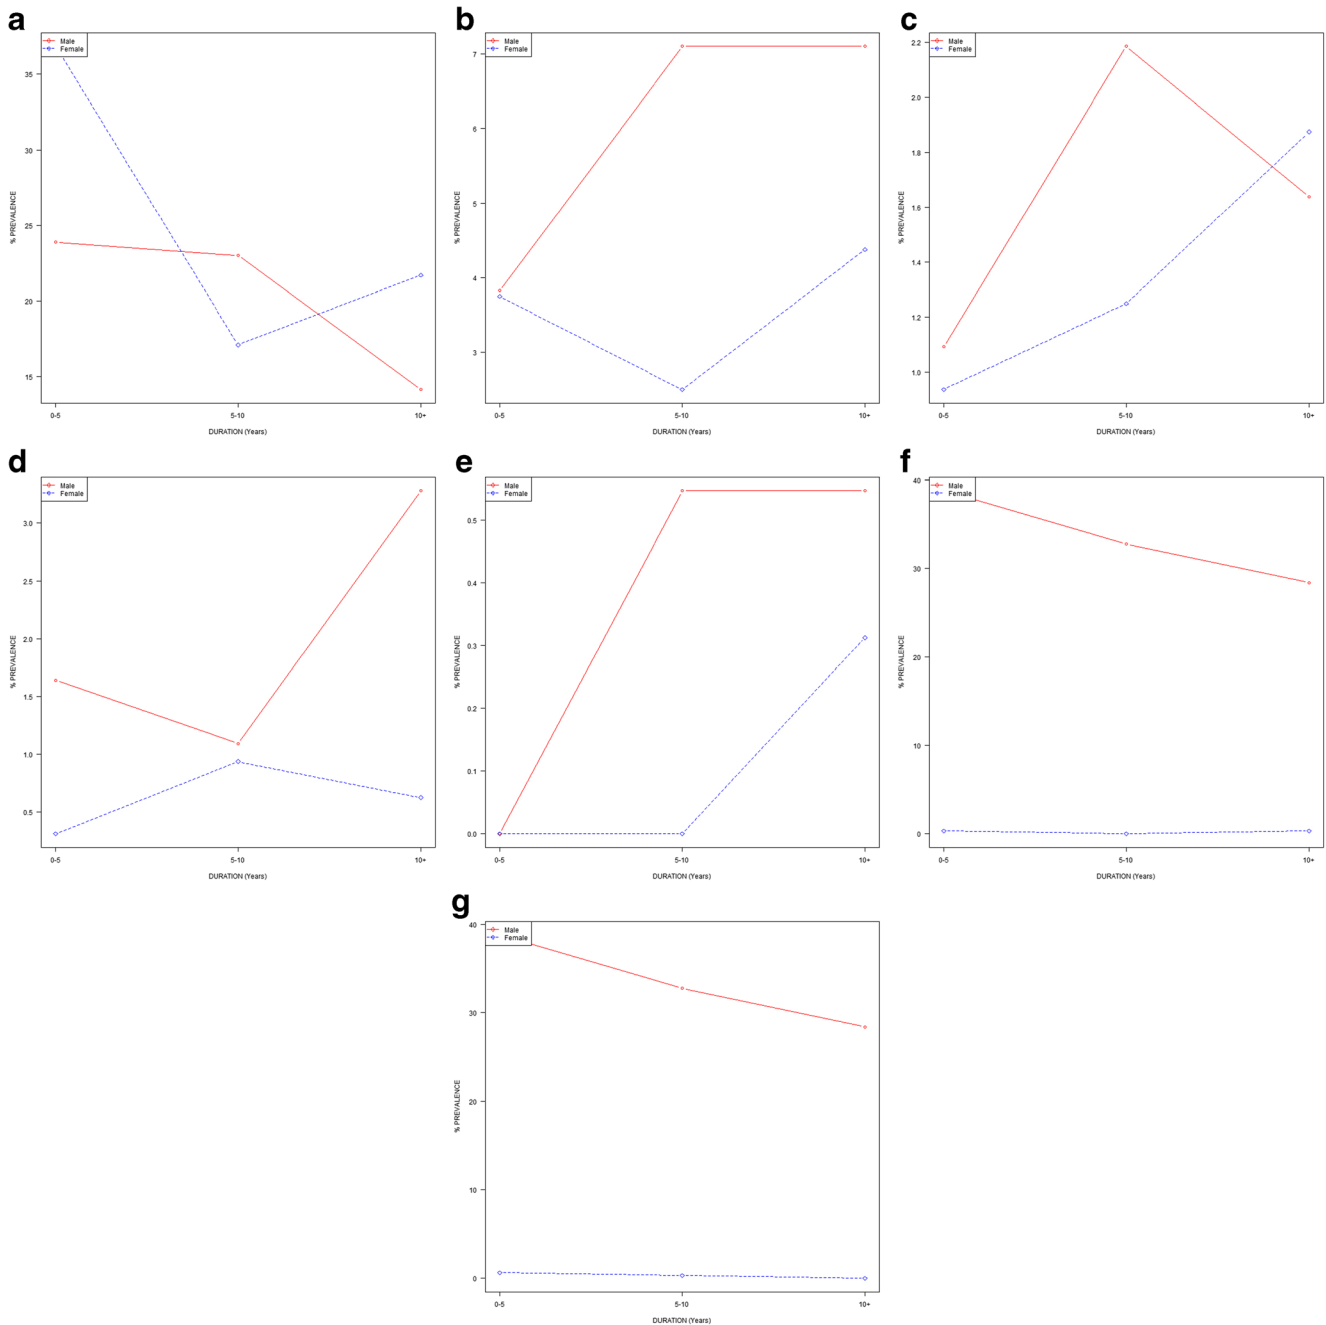 a
Male
Female
35
30
25
20
15
% PREVALENCE
0-5 5-10 10+
DURATION (Years)
b
Male
Female
7
6
5
4
3
% PREVALENCE
0-5 5-10 10+
DURATION (Years)
c
Male
Female
2.2
2.0
1.8
1.6
1.4
1.2
1.0
% PREVALENCE
0-5 5-10 10+
DURATION (Years)
d
Male
Female
3.0
2.5
2.0
1.5
1.0
0.5
% PREVALENCE
0-5 5-10 10+
DURATION (Years)
e
Male
Female
0.5
0.4
0.3
0.2
0.1
0.0
% PREVALENCE
0-5 5-10 10+
DURATION (Years)
f
Male
Female
40
30
20
10
0
% PREVALENCE
0-5 5-10 10+
DURATION (Years)
g
Male
Female
40
30
20
10
0
% PREVALENCE
0-5 5-10 10+
DURATION (Years)